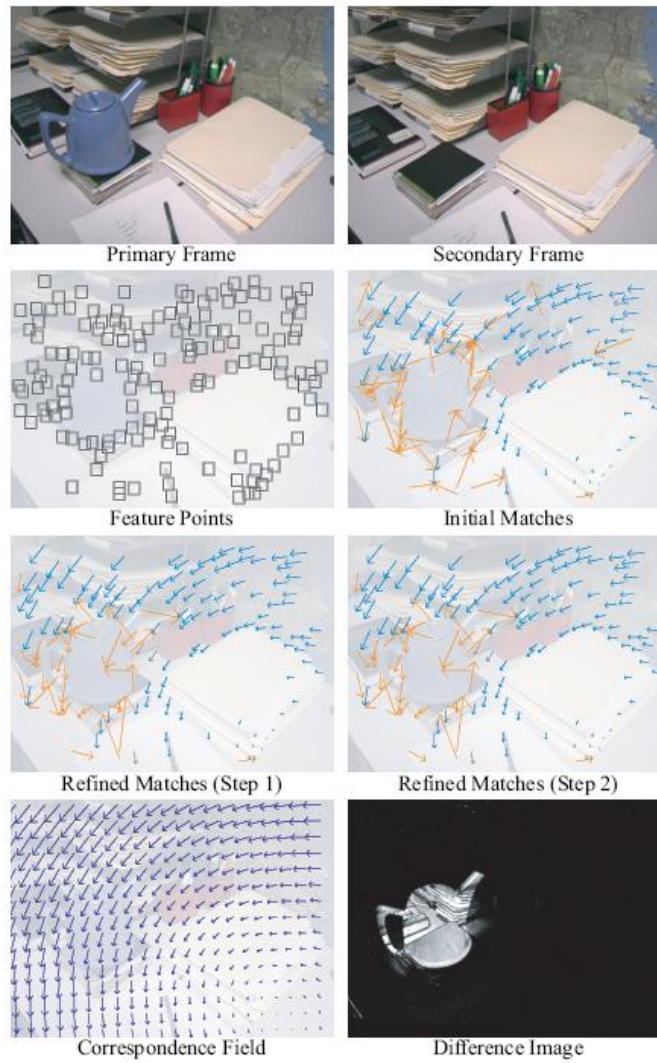 Primary Frame
Secondary Frame
Feature Points
Initial Matches
Refined Matches (Step 1)
Refined Matches (Step 2)
Correspondence Field
Difference Image